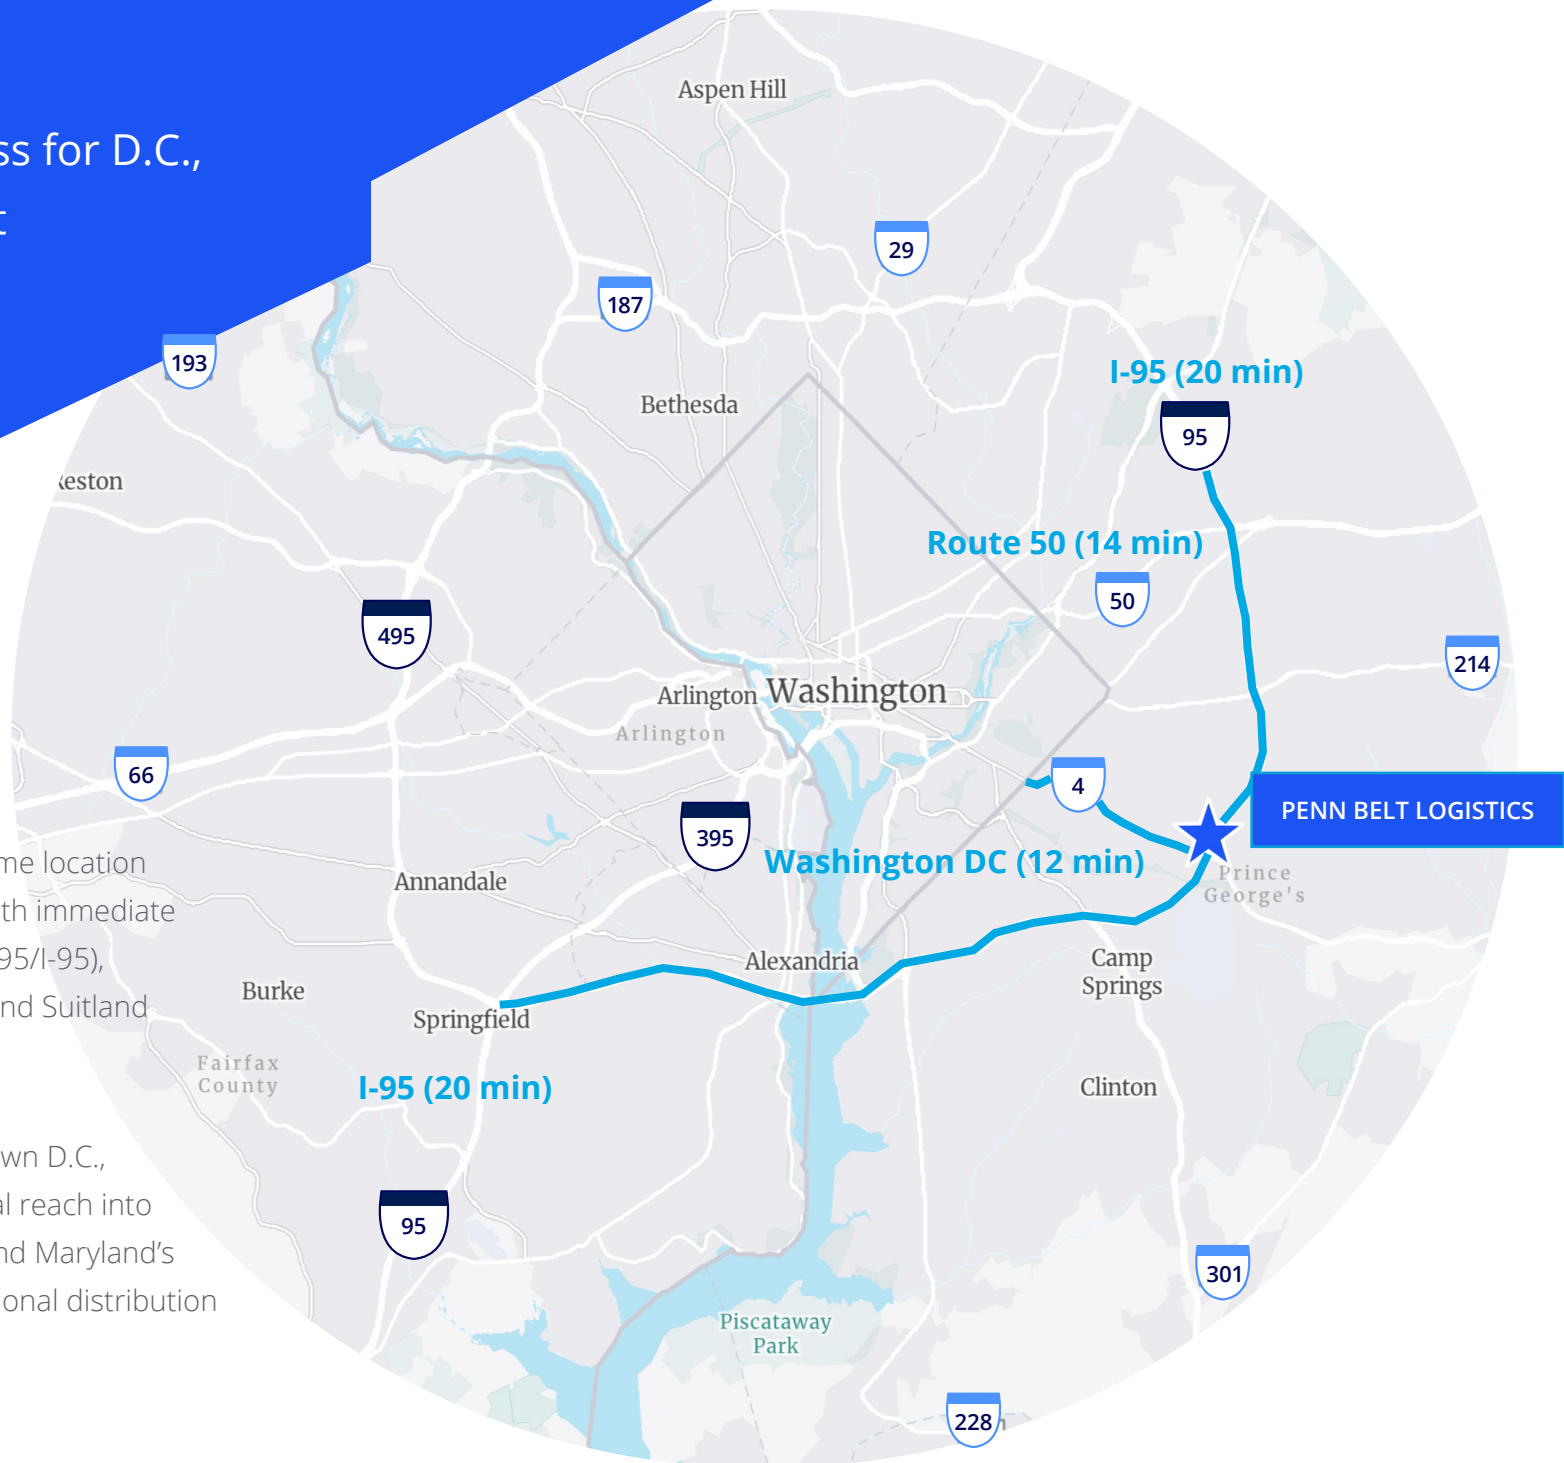 ss for D.C.,
t
Aspen Hill
29
187
193
I-95 (20 min)
Bethesda
95
eston
Route 50 (14 min)
50
495
214
Arlington
Washington
Arlington
66
4
PENN BELT LOGISTICS
395
me location
Washington DC (12 min)
Prince
George's
Annandale
th immediate
95/I-95),
Alexandria
Camp
Springs
Burke
nd Suitland
Springfield
Fairfax
County
I-95 (20 min)
Clinton
wn D.C.,
al reach into
95
nd Maryland’s
301
onal distribution
Piscataway
Park
228